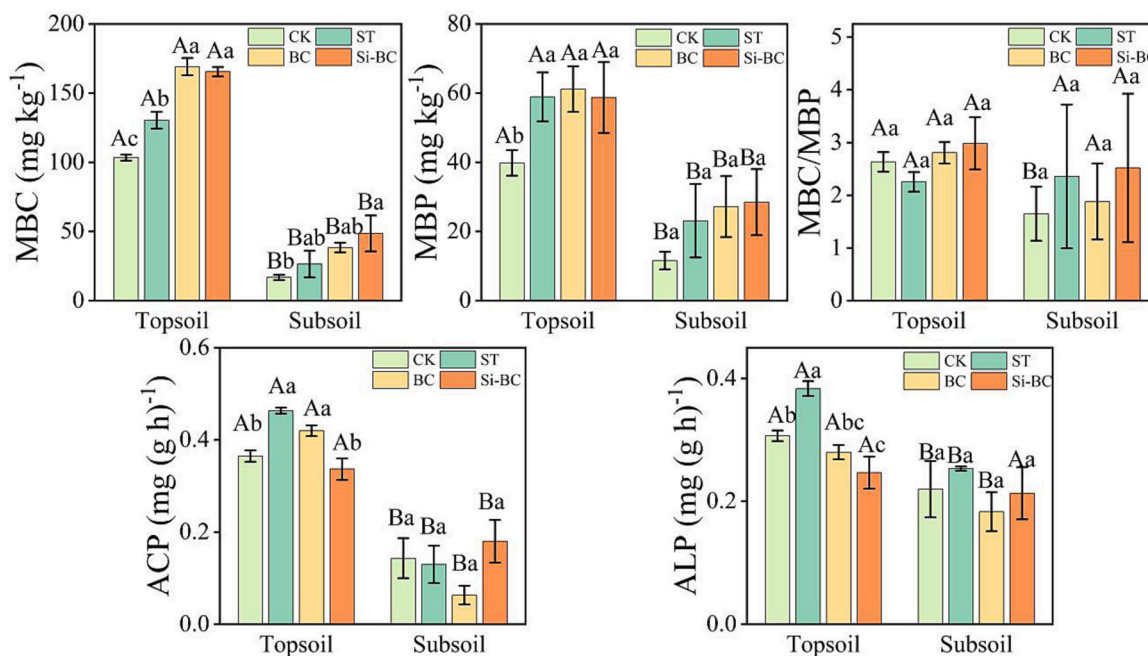 MBC (mg kg⁻¹)
200
150
100
50
0
CK ST
BC Si-BC
Ac Ab Aa Aa
Bb Bab Bab Ba
Topsoil Subsoil
MBP (mg kg⁻¹)
80
60
40
20
0
CK ST
BC Si-BC
Ab Aa Aa Aa
Ba Ba Ba Ba
Topsoil Subsoil
MBC/MBP
5
4
3
2
1
0
CK ST
BC Si-BC
Aa Aa Aa Aa
Ba Aa Aa Aa
Topsoil Subsoil
ACP (mg (g h)⁻¹)
0.6
0.4
0.2
0.0
CK ST
BC Si-BC
Ab Aa Aa Ab
Ba Ba Ba Ba
Topsoil Subsoil
ALP (mg (g h)⁻¹)
0.4
0.2
0.0
CK ST
BC Si-BC
Ab Aa Abc Ac
Ba Ba Ba Aa
Topsoil Subsoil